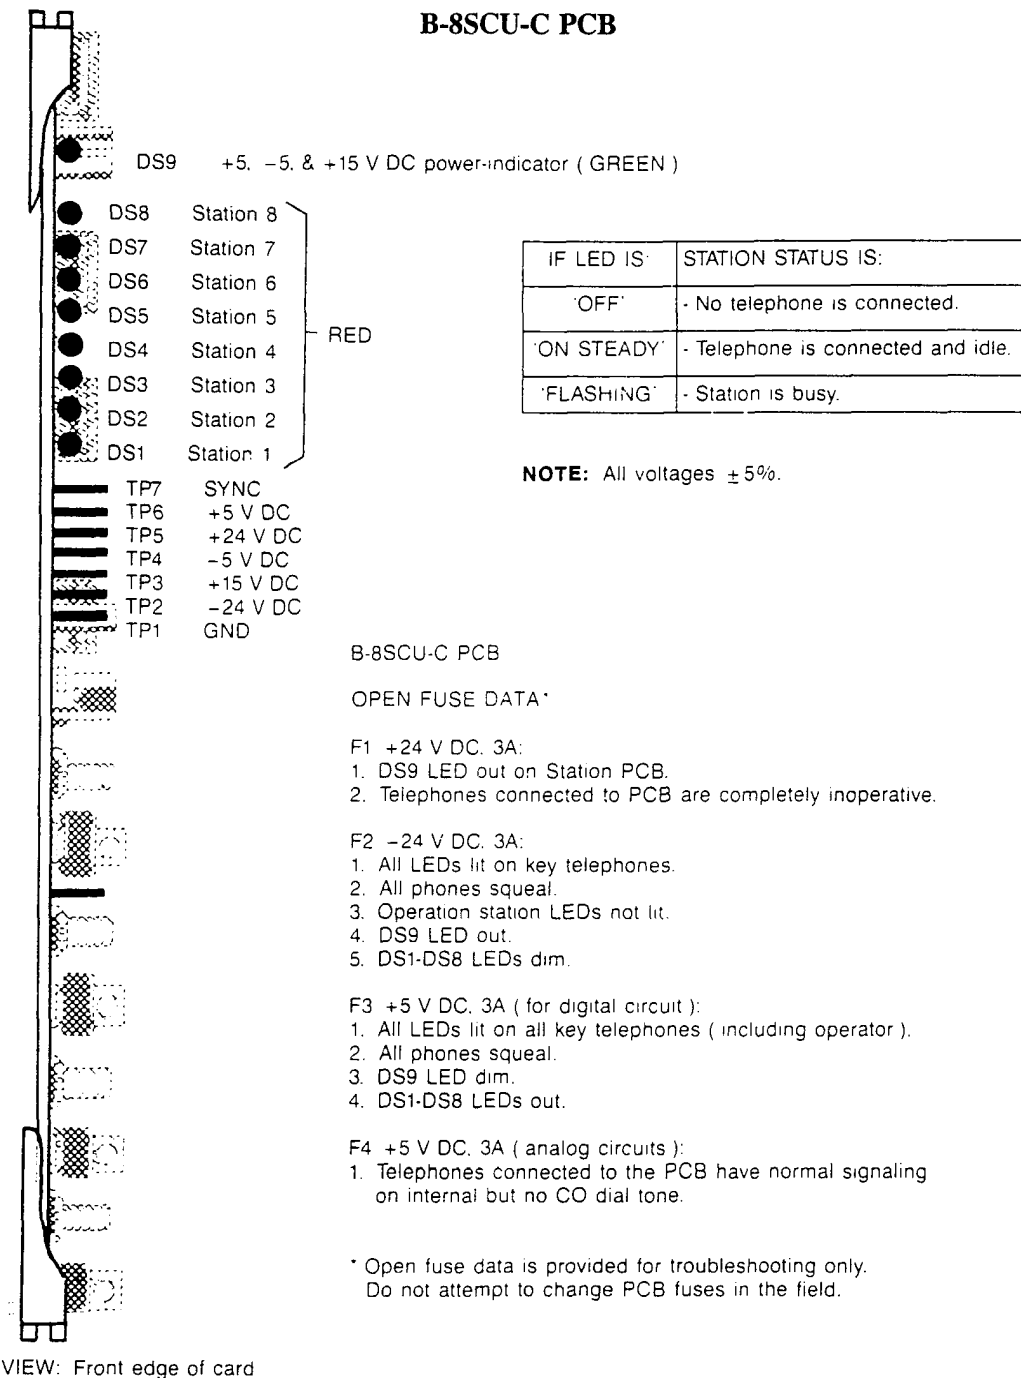 B-8SCU-C PCB
DS9 +5, −5, & +15 V DC power-indicator ( GREEN )
DS8 Station 8
DS7 Station 7
DS6 Station 6
DS5 Station 5
DS4 Station 4
DS3 Station 3
DS2 Station 2
DS1 Station 1
RED
IF LED IS: STATION STATUS IS:
'OFF' - No telephone is connected.
'ON STEADY' - Telephone is connected and idle.
'FLASHING' - Station is busy.
NOTE: All voltages ±5%.
TP7 SYNC
TP6 +5 V DC
TP5 +24 V DC
TP4 −5 V DC
TP3 +15 V DC
TP2 −24 V DC
TP1 GND
B-8SCU-C PCB
OPEN FUSE DATA*
F1 +24 V DC, 3A:
1. DS9 LED out on Station PCB.
2. Telephones connected to PCB are completely inoperative.
F2 −24 V DC, 3A:
1. All LEDs lit on key telephones.
2. All phones squeal.
3. Operation station LEDs not lit.
4. DS9 LED out.
5. DS1-DS8 LEDs dim.
F3 +5 V DC, 3A ( for digital circuit ):
1. All LEDs lit on all key telephones ( including operator ).
2. All phones squeal.
3. DS9 LED dim.
4. DS1-DS8 LEDs out.
F4 +5 V DC, 3A ( analog circuits ):
1. Telephones connected to the PCB have normal signaling
on internal but no CO dial tone.
* Open fuse data is provided for troubleshooting only.
Do not attempt to change PCB fuses in the field.
VIEW: Front edge of card